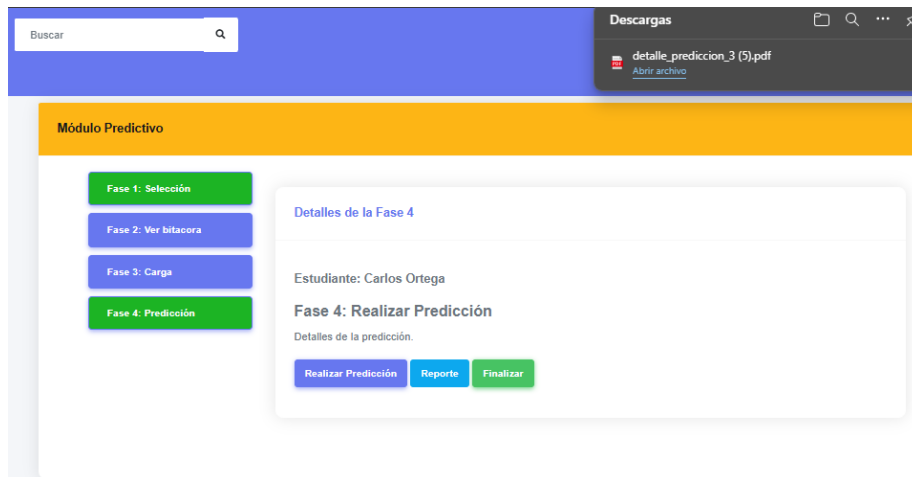 Buscar
Descargas
detalle_prediccion_3 (5).pdf
Abrir archivo
Módulo Predictivo
Fase 1: Selección
Fase 2: Ver bitacora
Fase 3: Carga
Fase 4: Predicción
Detalles de la Fase 4
Estudiante: Carlos Ortega
Fase 4: Realizar Predicción
Detalles de la predicción.
Realizar Predicción
Reporte
Finalizar